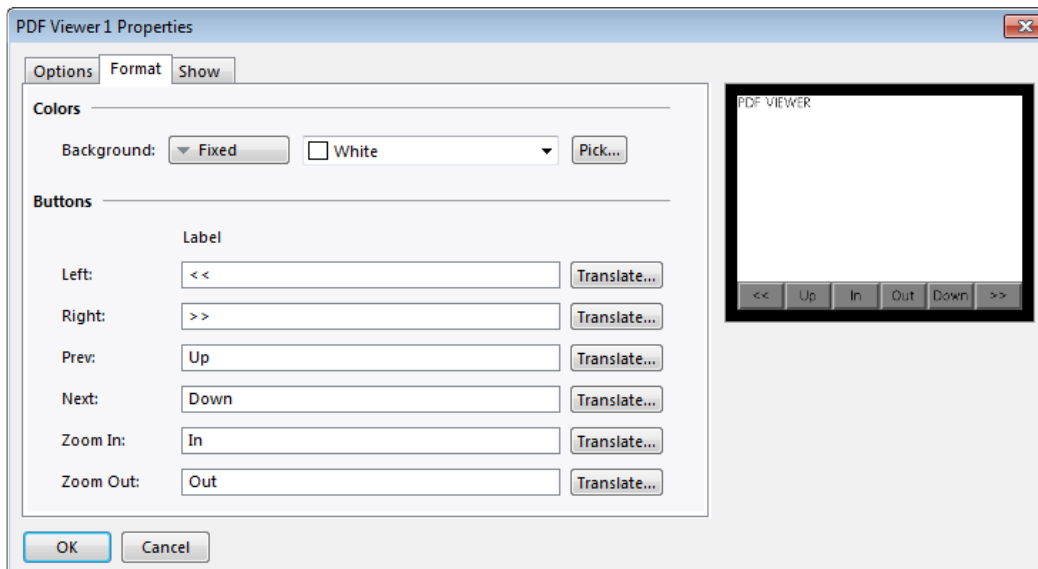 PDF Viewer 1 Properties
Options Format Show
Colors
Background: Fixed White Pick...
Buttons
Label
Left: << Translate...
Right: >> Translate...
Prev: Up Translate...
Next: Down Translate...
Zoom In: In Translate...
Zoom Out: Out Translate...
OK Cancel
PDF VIEWER
<< Up In Out Down >>